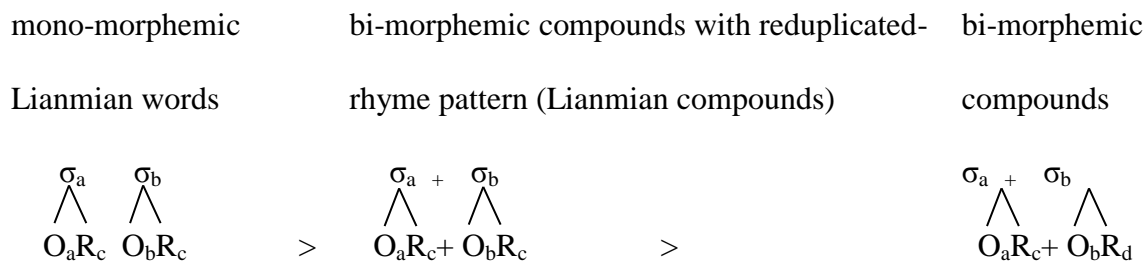 mono-morphemic bi-morphemic compounds with reduplicated- bi-morphemic
Lianmian words rhyme pattern (Lianmian compounds) compounds
σa σb σa + σb σa + σb
OaRc ObRc > OaRc+ ObRc > OaRc+ ObRd